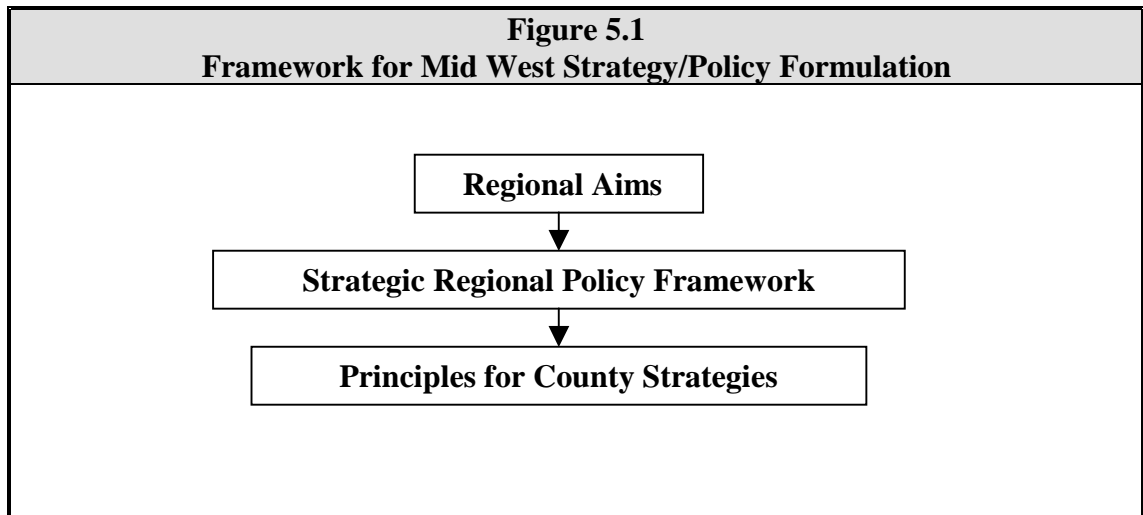 Figure 5.1
Framework for Mid West Strategy/Policy Formulation
Regional Aims
Strategic Regional Policy Framework
Principles for County Strategies